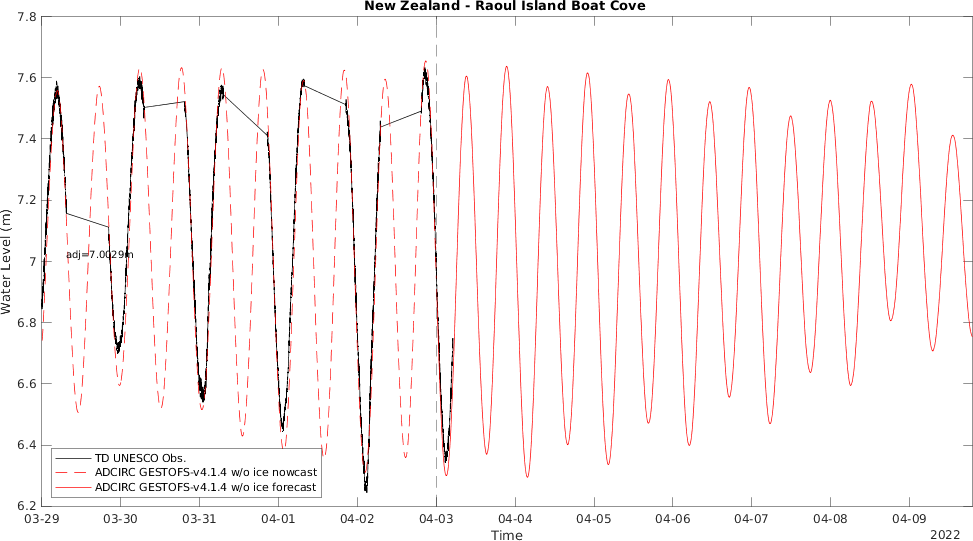 New Zealand - Raoul Island Boat Cove
7.8
7.6
7.4
7.2
7
6.8
6.6
6.4
6.2
Water Level (m)
adj=7.0029m
TD UNESCO Obs.
ADCIRC GESTOFS-v4.1.4 w/o ice nowcast
ADCIRC GESTOFS-v4.1.4 w/o ice forecast
03-29 03-30 03-31 04-01 04-02 04-03 04-04 04-05 04-06 04-07 04-08 04-09
Time
2022